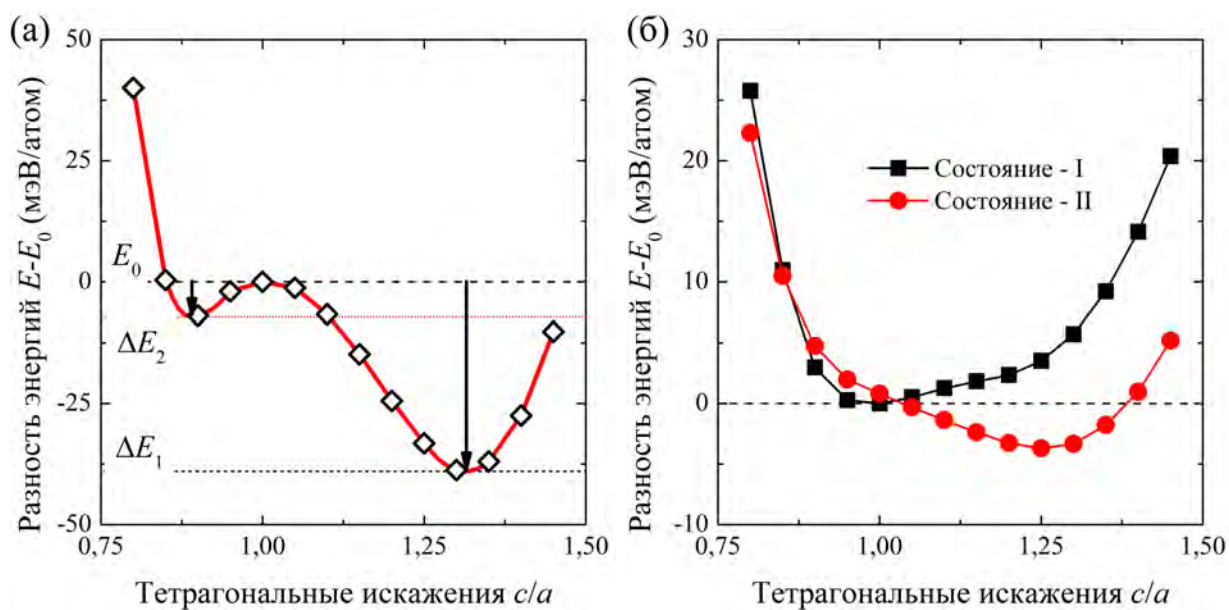 (а)
Разность энергий E-E₀ (мэВ/атом)
50
25
0
-25
-50
E₀
ΔE₂
ΔE₁
0,75
1,00
1,25
1,50
Тетрагональные искажения c/a
(б)
Разность энергий E-E₀ (мэВ/атом)
30
20
10
0
-10
Состояние - I
Состояние - II
0,75
1,00
1,25
1,50
Тетрагональные искажения c/a